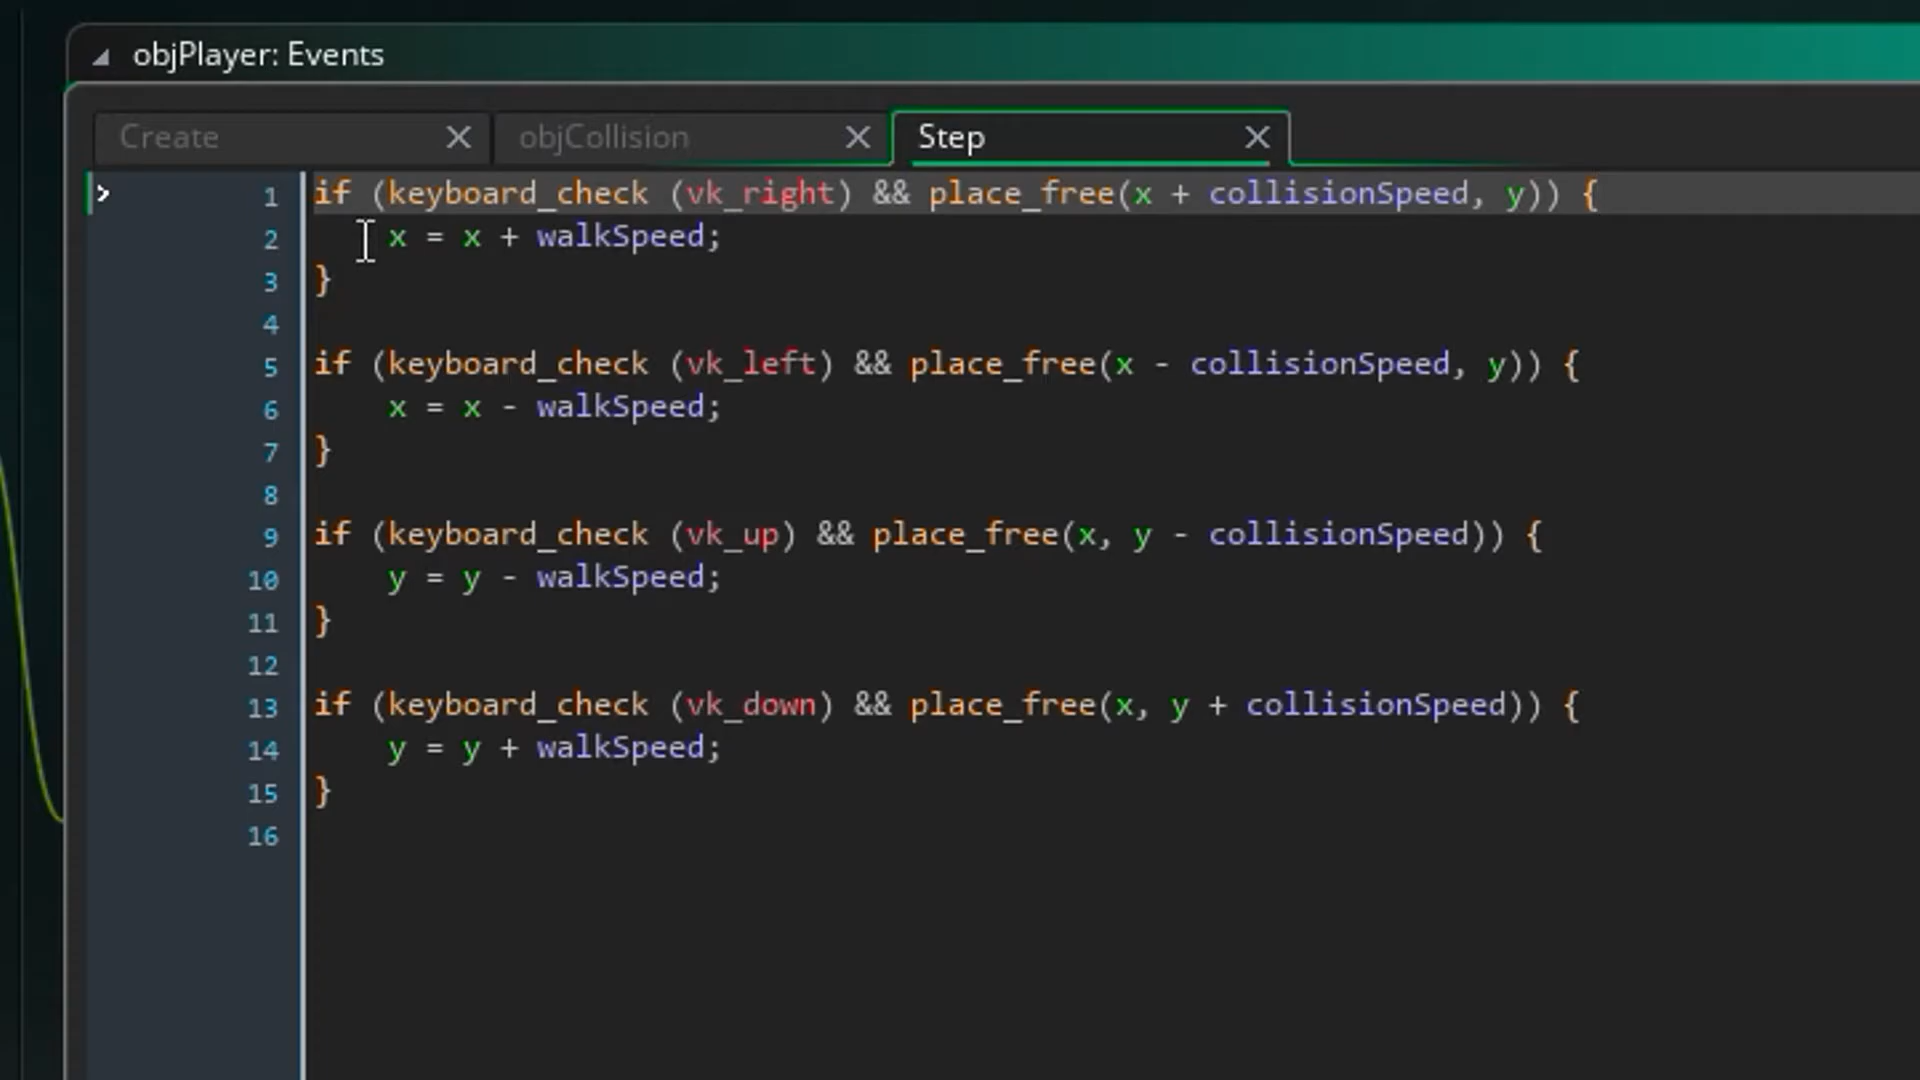 objPlayer: Events
Create objCollision Step
1 if (keyboard_check (vk_right) && place_free(x + collisionSpeed, y)) {
2 x = x + walkSpeed;
3 }
4
5 if (keyboard_check (vk_left) && place_free(x - collisionSpeed, y)) {
6 x = x - walkSpeed;
7 }
8
9 if (keyboard_check (vk_up) && place_free(x, y - collisionSpeed)) {
10 y = y - walkSpeed;
11 }
12
13 if (keyboard_check (vk_down) && place_free(x, y + collisionSpeed)) {
14 y = y + walkSpeed;
15 }
16